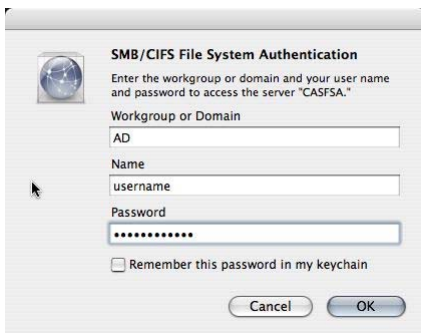 SMB/CIFS File System Authentication
Enter the workgroup or domain and your user name
and password to access the server "CASFSA."
Workgroup or Domain
AD
Name
username
Password
••••••••••••
Remember this password in my keychain
Cancel OK